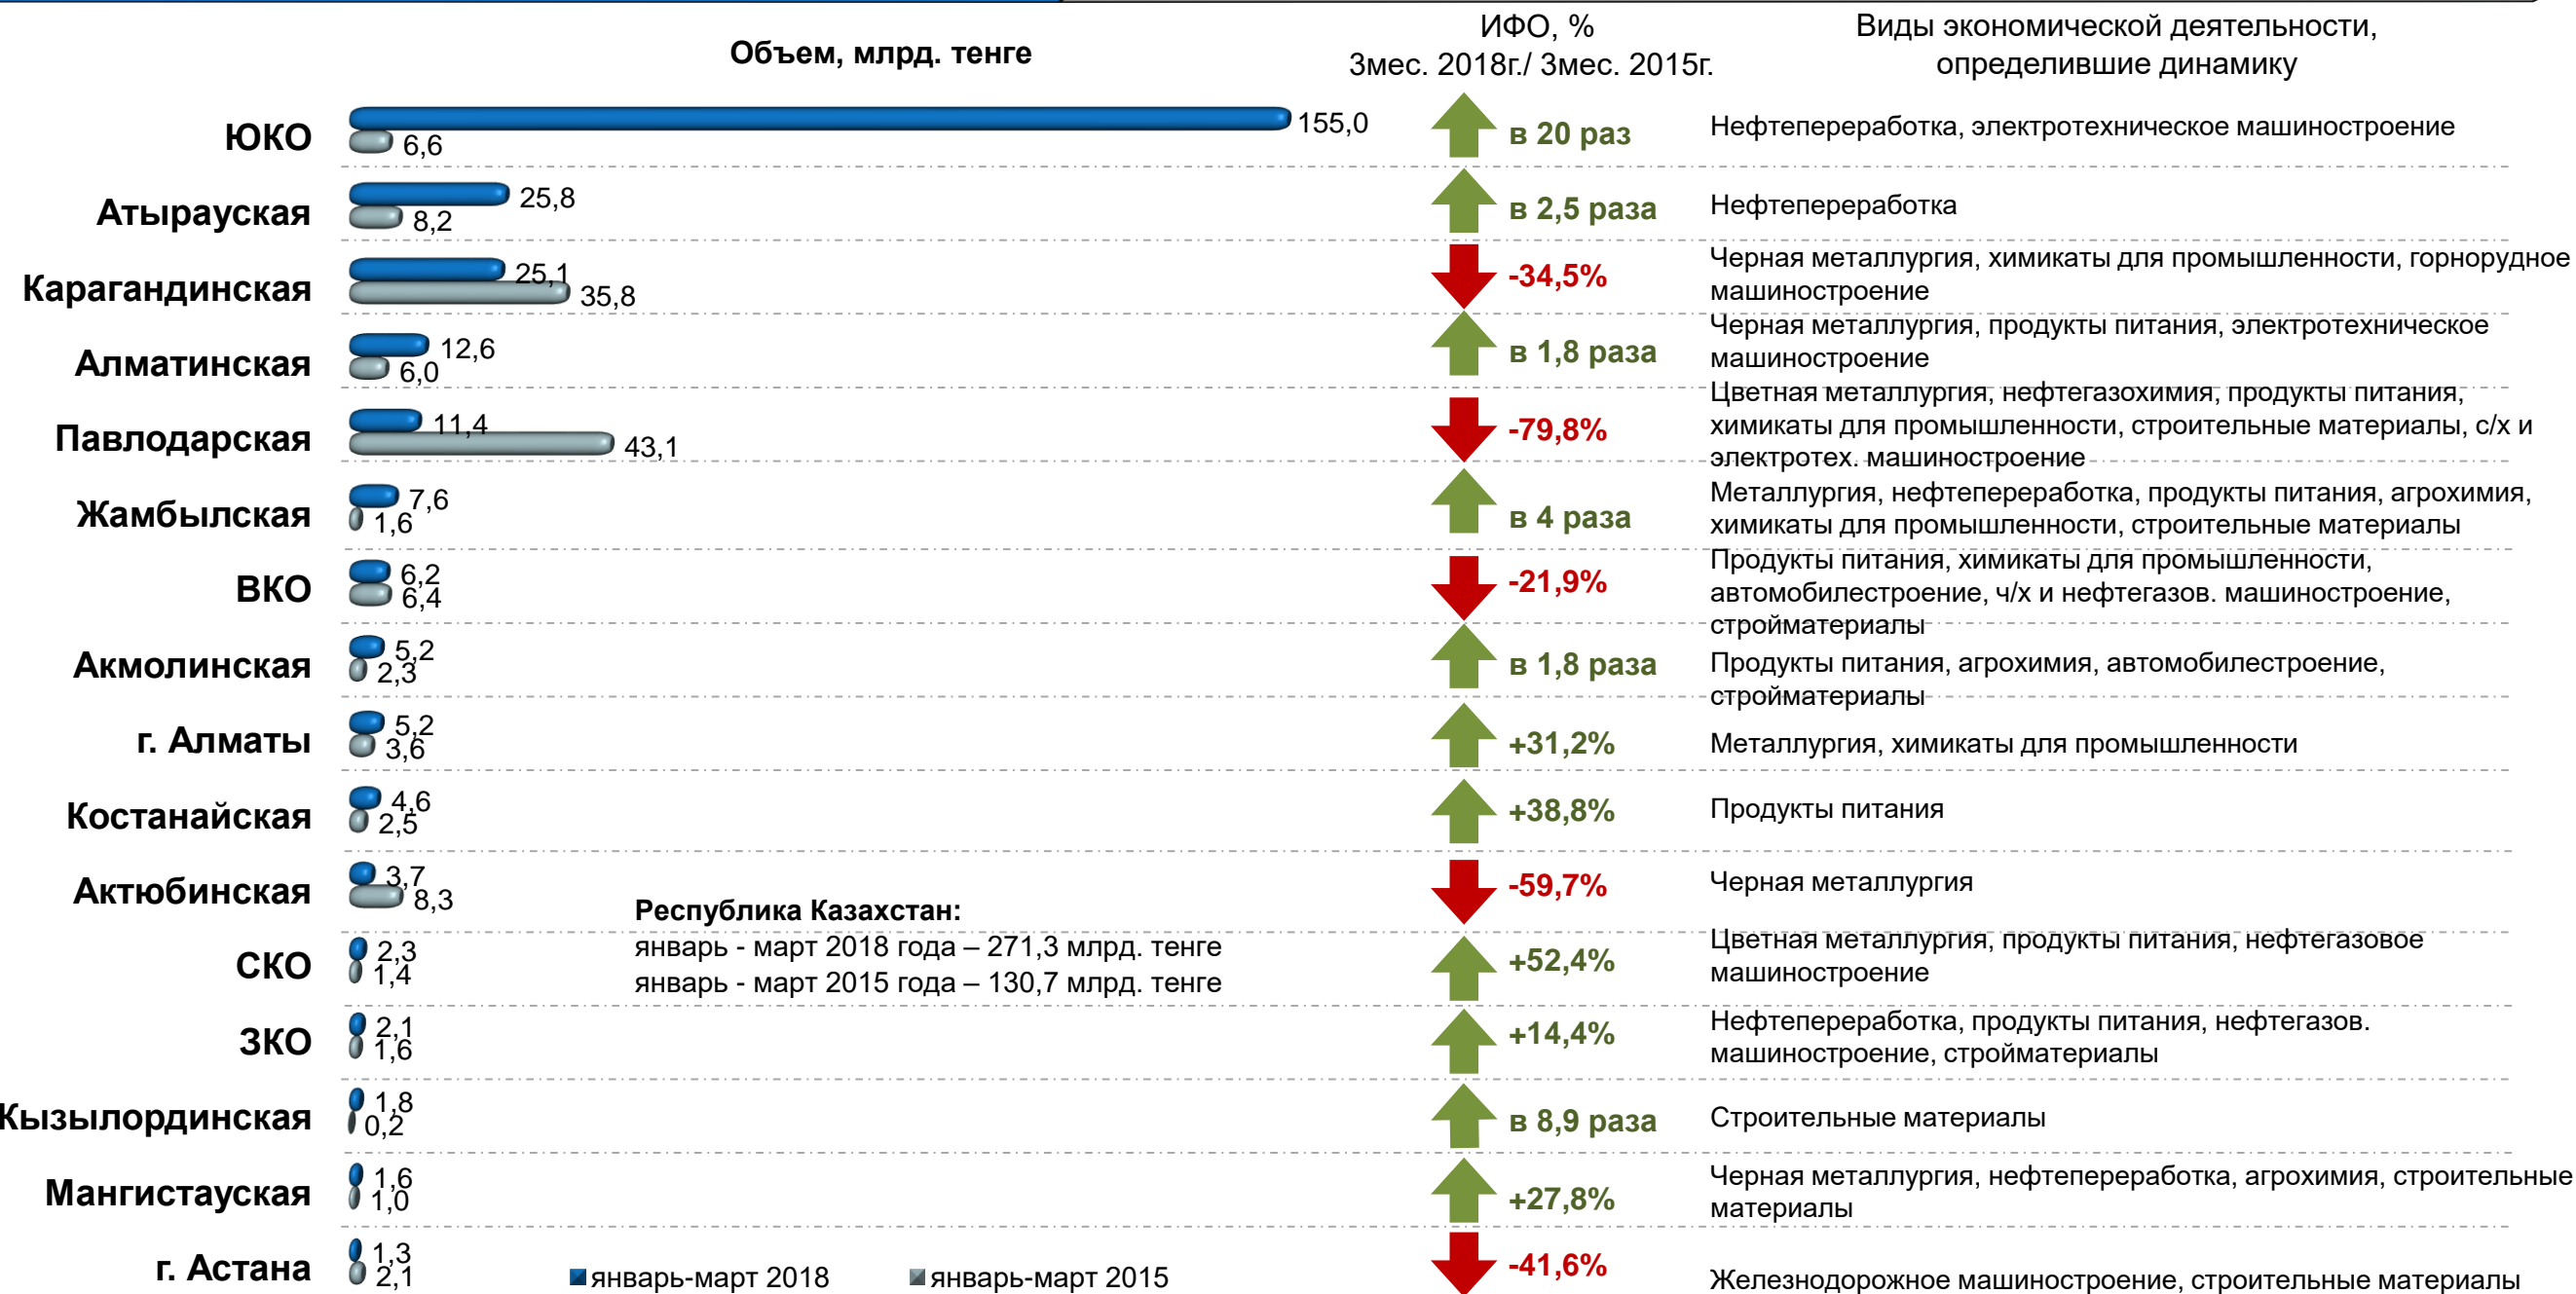 Объем, млрд. тенге
ИФО, %
3мес. 2018г./ 3мес. 2015г.
Виды экономической деятельности,
определившие динамику
ЮКО
155,0
6,6
в 20 раз
Нефтепереработка, электротехническое машиностроение
Атырауская
25,8
8,2
в 2,5 раза
Нефтепереработка
Карагандинская
25,1
35,8
-34,5%
Черная металлургия, химикаты для промышленности, горнорудное
машиностроение
Алматинская
12,6
6,0
в 1,8 раза
Черная металлургия, продукты питания, электротехническое
машиностроение
Павлодарская
11,4
43,1
-79,8%
Цветная металлургия, нефтегазохимия, продукты питания,
химикаты для промышленности, строительные материалы, с/х и
электротех. машиностроение
Жамбылская
7,6
1,6
в 4 раза
Металлургия, нефтепереработка, продукты питания, агрохимия,
химикаты для промышленности, строительные материалы
ВКО
6,2
6,4
-21,9%
Продукты питания, химикаты для промышленности,
автомобилестроение, ч/х и нефтегазов. машиностроение,
стройматериалы
Акмолинская
5,2
2,3
в 1,8 раза
Продукты питания, агрохимия, автомобилестроение,
стройматериалы
г. Алматы
5,2
3,6
+31,2%
Металлургия, химикаты для промышленности
Костанайская
4,6
2,5
+38,8%
Продукты питания
Актюбинская
3,7
8,3
-59,7%
Черная металлургия
Республика Казахстан:
январь - март 2018 года – 271,3 млрд. тенге
январь - март 2015 года – 130,7 млрд. тенге
СКО
2,3
1,4
+52,4%
Цветная металлургия, продукты питания, нефтегазовое
машиностроение
ЗКО
2,1
1,6
+14,4%
Нефтепереработка, продукты питания, нефтегазов.
машиностроение, стройматериалы
Кызылординская
1,8
0,2
в 8,9 раза
Строительные материалы
Мангистауская
1,6
1,0
+27,8%
Черная металлургия, нефтепереработка, агрохимия, строительные
материалы
г. Астана
1,3
2,1
-41,6%
Железнодорожное машиностроение, строительные материалы
январь-март 2018
январь-март 2015